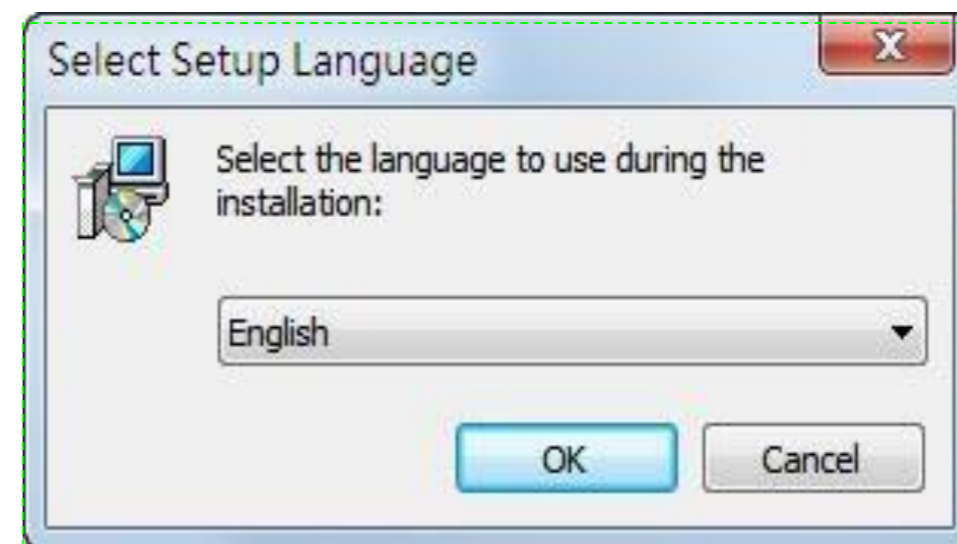 Select Setup Language
Select the language to use during the
installation:
English
OK
Cancel